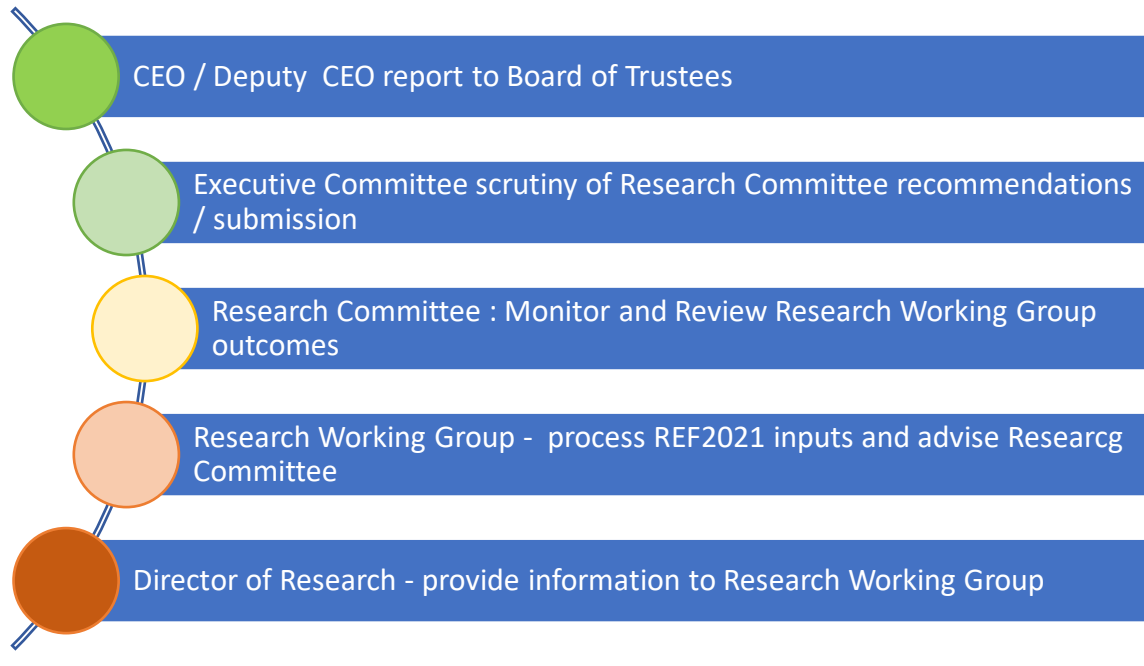 CEO / Deputy  CEO report to Board of Trustees
Executive Committee scrutiny of Research Committee recommendations
/ submission
Research Committee : Monitor and Review Research Working Group
outcomes
Research Working Group -  process REF2021 inputs and advise Researcg
Committee
Director of Research - provide information to Research Working Group